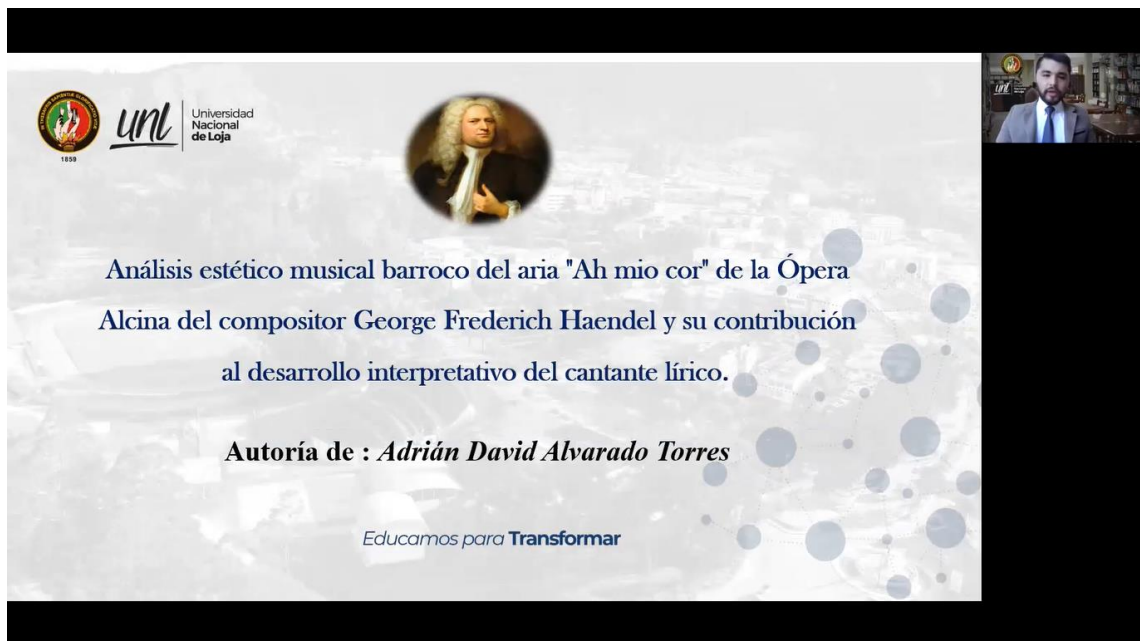 1859
unl
Universidad
Nacional
de Loja
Análisis estético musical barroco del aria "Ah mio cor" de la Ópera
Alcina del compositor George Frederich Haendel y su contribución
al desarrollo interpretativo del cantante lírico.
Autoría de : Adrián David Alvarado Torres
Educamos para Transformar
unl